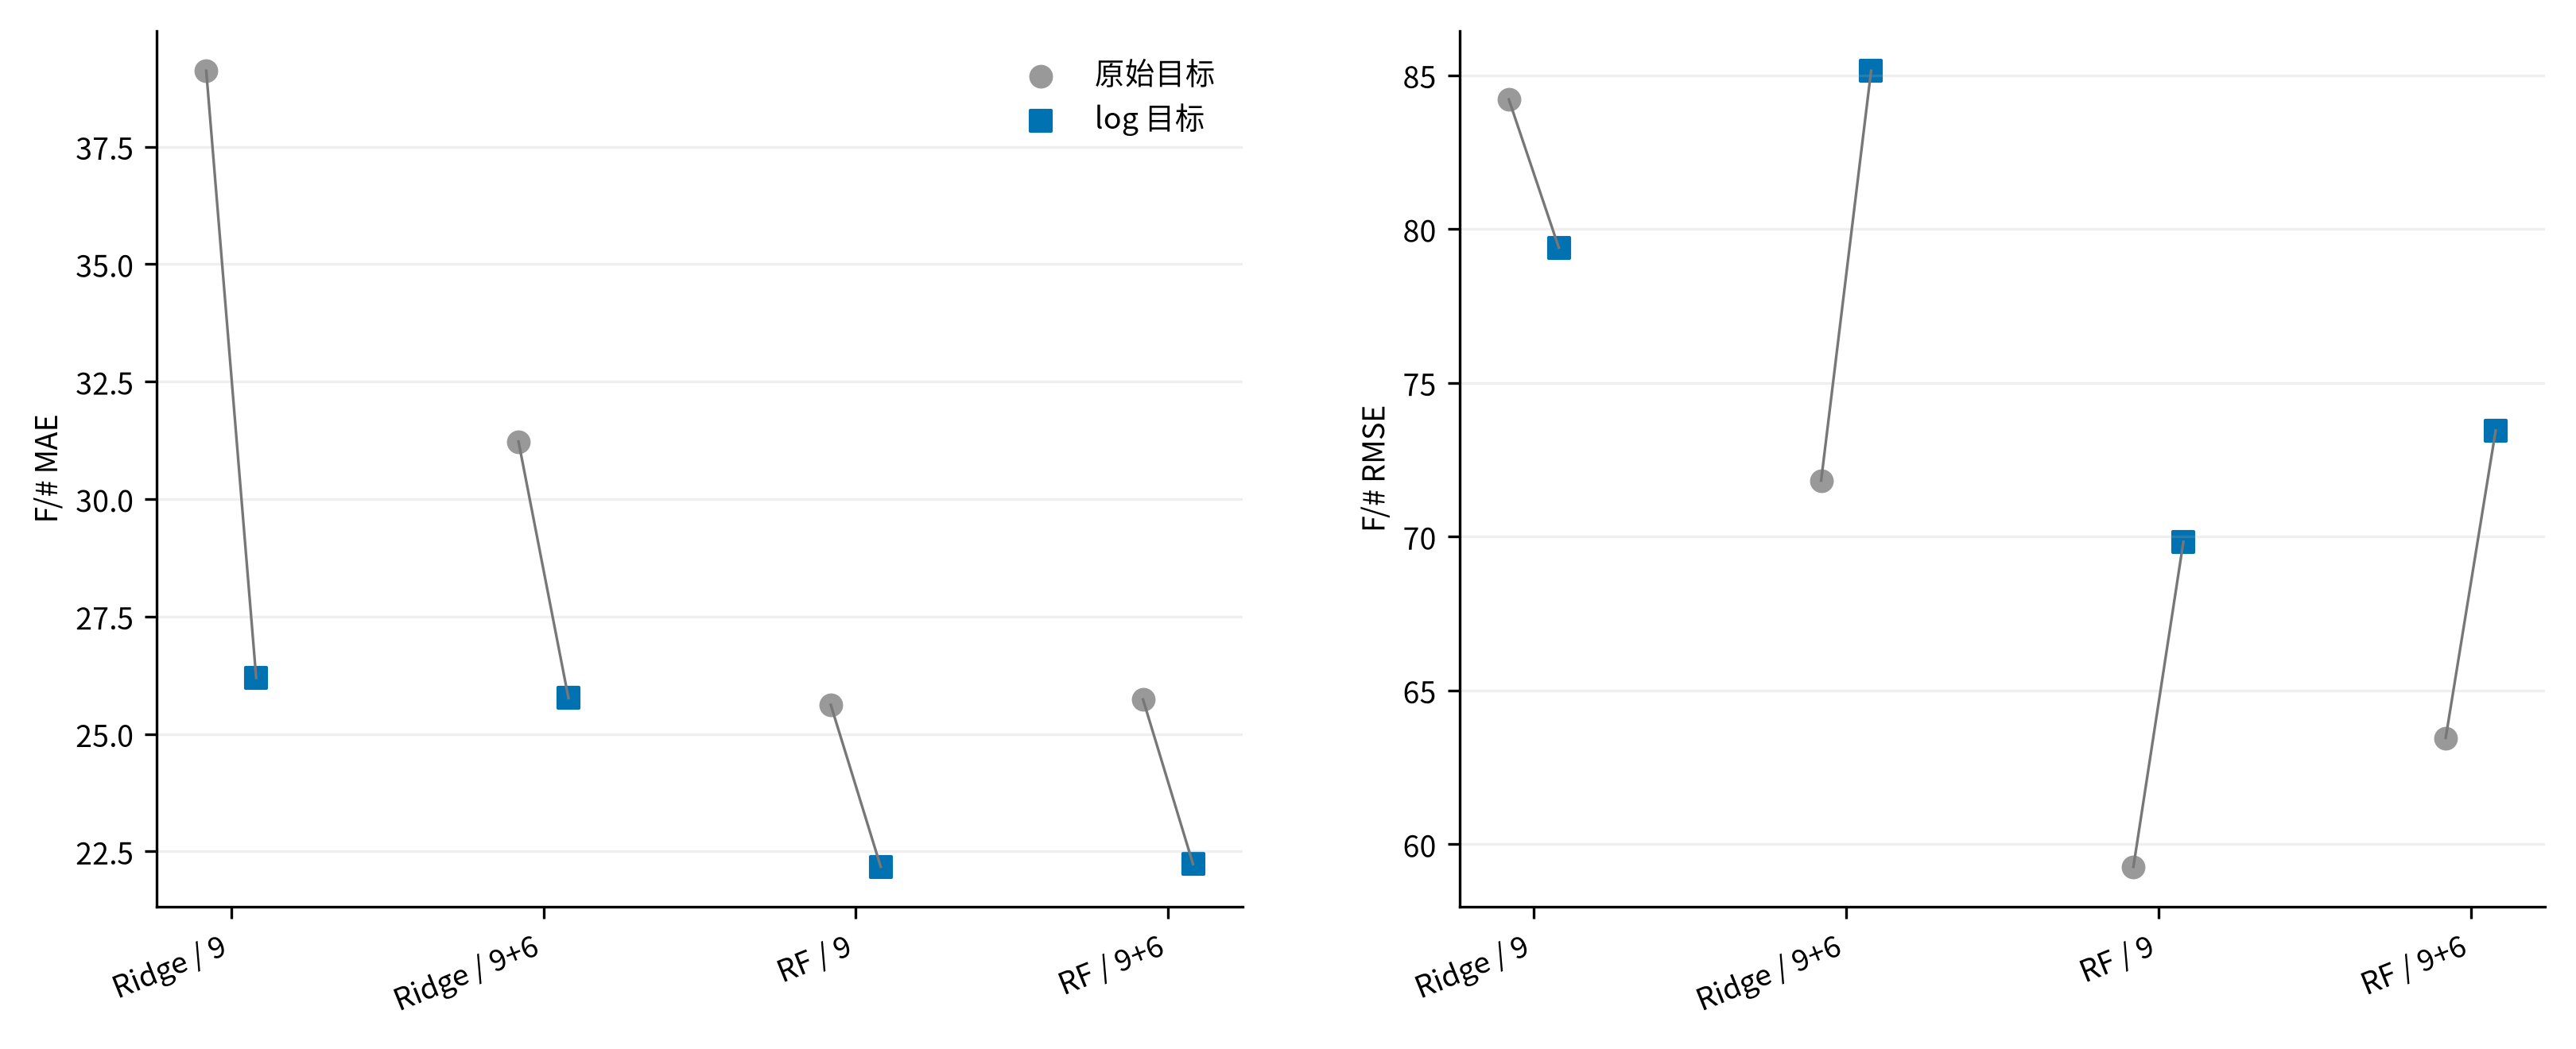 原始目标
log 目标
37.5
35.0
32.5
30.0
27.5
25.0
22.5
F/# MAE
Ridge / 9
Ridge / 9+6
RF / 9
RF / 9+6
85
80
75
70
65
60
F/# RMSE
Ridge / 9
Ridge / 9+6
RF / 9
RF / 9+6